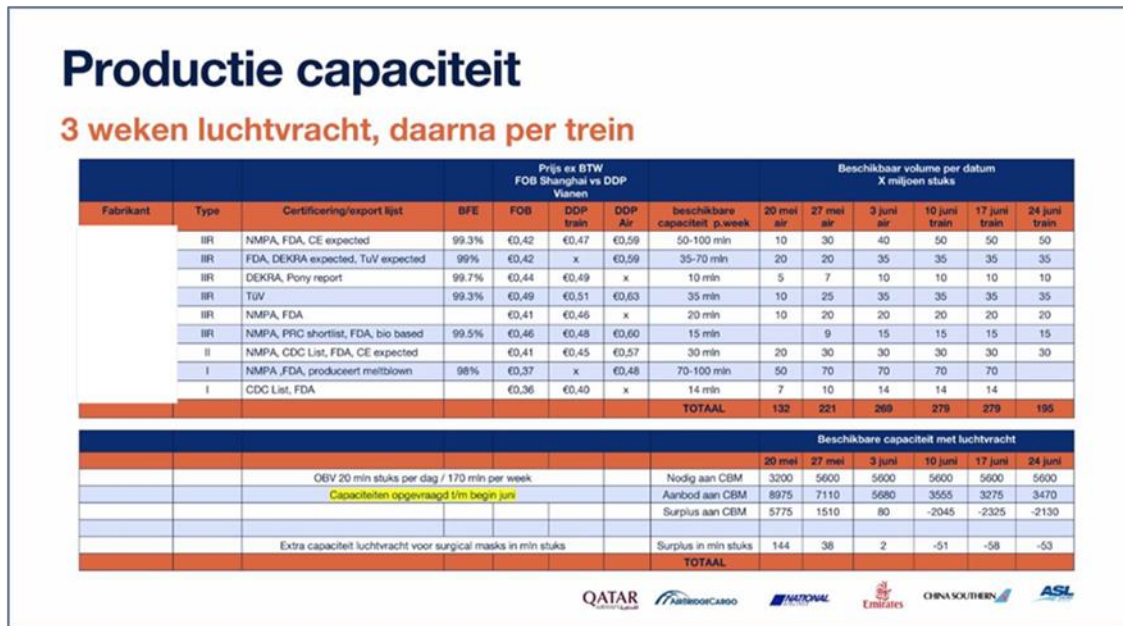 Productie capaciteit
3 weken luchtvracht, daarna per trein
Prijs ex BTW FOB Shanghai vs DDP Vianen Beschikbaar volume per datum X miljoen stuks
Fabrikant Type Certificering/export lijst BFE FOB DDP train DDP Air beschikbare capaciteit p.week 20 mei air 27 mei air 3 juni air 10 juni train 17 juni train 24 juni train
IIR NMPA, FDA, CE expected 99.3% €0,42 €0,47 €0,59 50-100 mln 10 30 40 50 50 50
IIR FDA, DEKRA expected, TuV expected 99% €0,42 x €0,59 35-70 mln 20 20 35 35 35 35
IIR DEKRA, Pony report 99.7% €0,44 €0,49 x 10 mln 5 7 10 10 10 10
IIR TüV 99.3% €0,49 €0,51 €0,63 35 mln 10 25 35 35 35 35
IIR NMPA, FDA €0,41 €0,46 x 20 mln 10 20 20 20 20 20
IIR NMPA, PRC shortlist, FDA, bio based 99.5% €0,46 €0,48 €0,60 15 mln 9 15 15 15 15
II NMPA, CDC List, FDA, CE expected €0,41 €0,45 €0,57 30 mln 20 30 30 30 30 30
I NMPA ,FDA, produceert meltblown 98% €0,37 x €0,48 70-100 mln 50 70 70 70 70
I CDC List, FDA €0,36 €0,40 x 14 mln 7 10 14 14 14
TOTAAL 132 221 269 279 279 195
Beschikbare capaciteit met luchtvracht
20 mei 27 mei 3 juni 10 juni 17 juni 24 juni
OBV 20 mln stuks per dag / 170 mln per week Nodig aan CBM 3200 5600 5600 5600 5600 5600
Capaciteiten opgevraagd t/m begin juni Aanbod aan CBM 8975 7110 5680 3555 3275 3470
Surplus aan CBM 5775 1510 80 -2045 -2325 -2130
Extra capaciteit luchtvracht voor surgical masks in mln stuks Surplus in mln stuks 144 38 2 -51 -58 -53
TOTAAL
QATAR AIRBRIDGECARGO NATIONAL Emirates CHINA SOUTHERN ASL